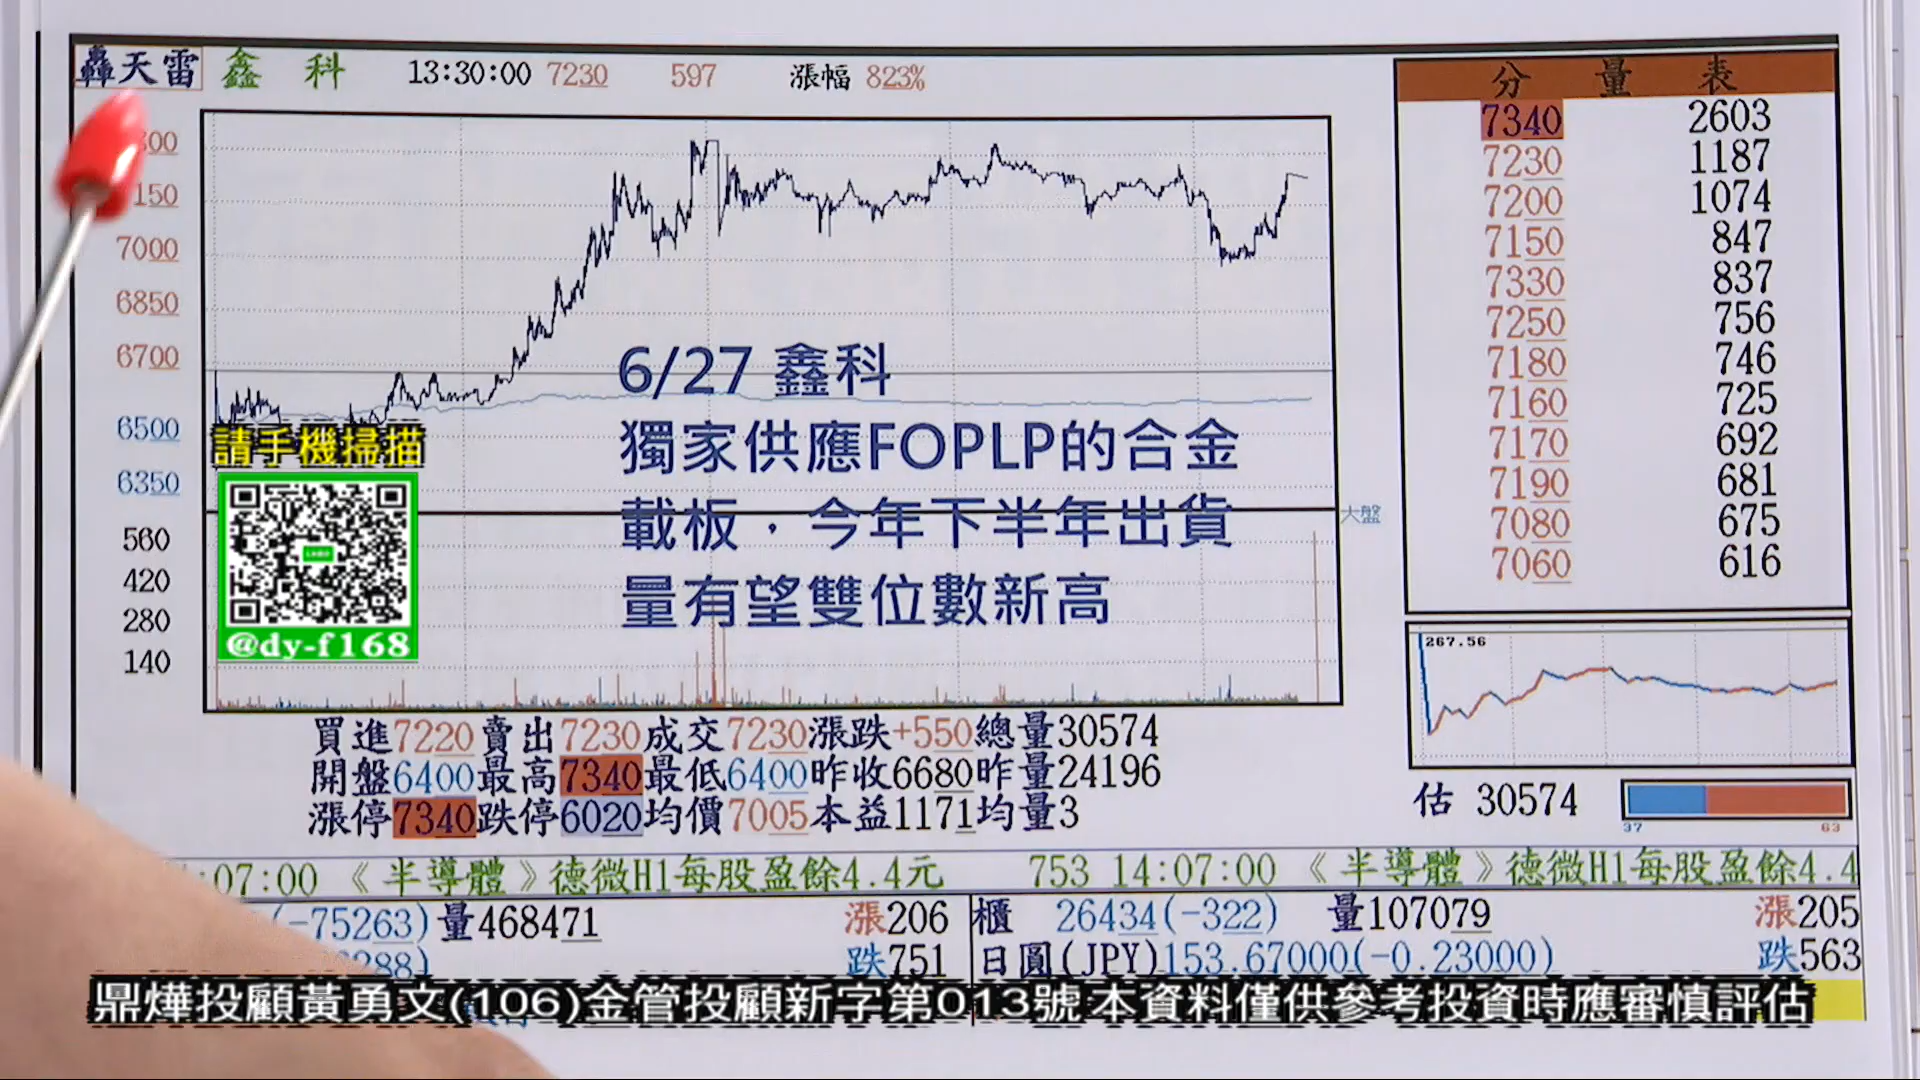 轟天雷 鑫 科 13:30:00 7230 597 漲幅 823%
7000
6850
6700
6500
6350
560
420
280
140
大盤
6/27 鑫科
獨家供應FOPLP的合金
載板,今年下半年出貨
量有望雙位數新高
請手機掃描
@dy-f168
分 量 表
7340 2603
7230 1187
7200 1074
7150 847
7330 837
7250 756
7180 746
7160 725
7170 692
7190 681
7080 675
7060 616
267.56
估 30574
37 63
買進7220賣出7230成交7230漲跌+550總量30574
開盤6400最高7340最低6400昨收6680昨量24196
漲停7340跌停6020均價7005本益1171均量3
:07:00 《半導體》德微H1每股盈餘4.4元 753 14:07:00 《半導體》德微H1每股盈餘4.4
(-75263) 量468471 漲206 櫃 26434(-322) 量107079 漲205
288) 跌751 日圓(JPY)153.67000(-0.23000) 跌563
鼎燁投顧黃勇文(106)金管投顧新字第013號本資料僅供參考投資時應審慎評估